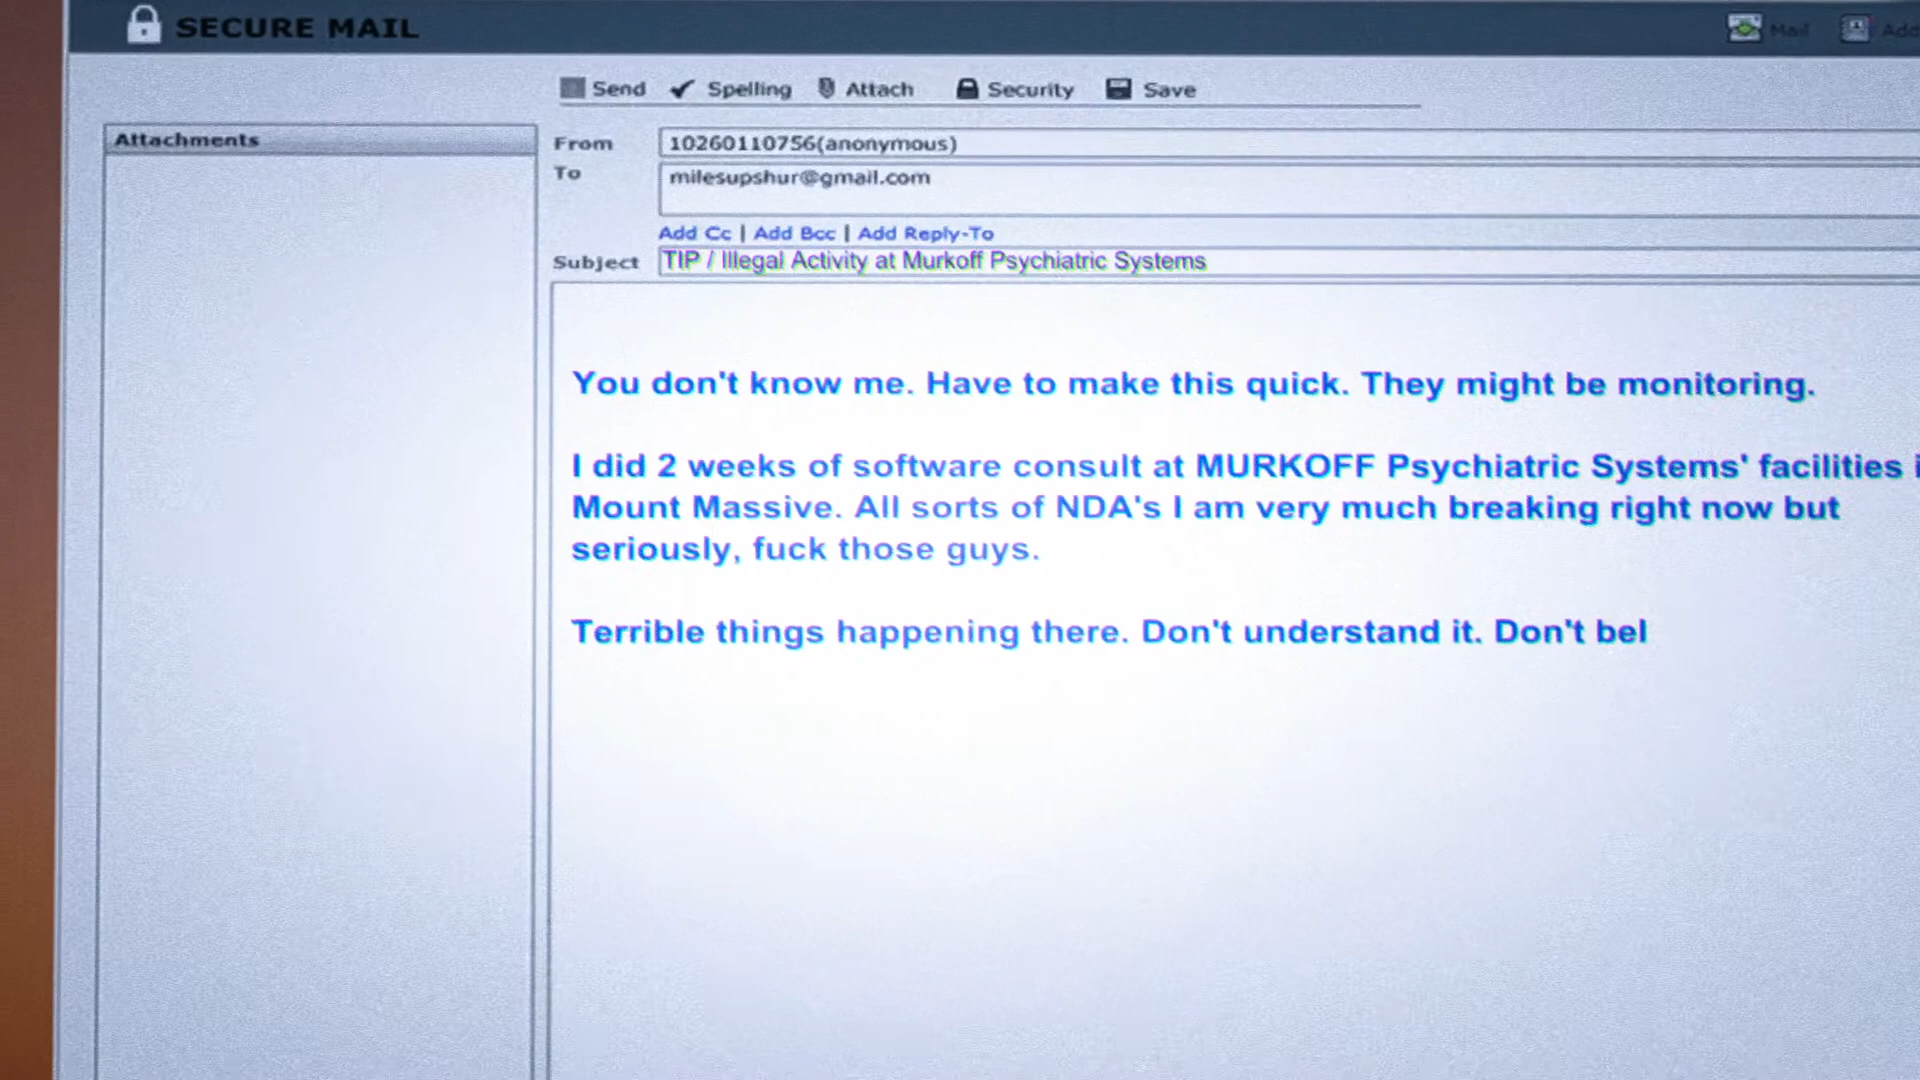 SECURE MAIL
Mail
Send Spelling Attach Security Save
Attachments
From 10260110756(anonymous)
To milesupshur@gmail.com
Add Cc | Add Bcc | Add Reply-To
Subject TIP / Illegal Activity at Murkoff Psychiatric Systems
You don't know me. Have to make this quick. They might be monitoring.
I did 2 weeks of software consult at MURKOFF Psychiatric Systems' facilities
Mount Massive. All sorts of NDA's I am very much breaking right now but
seriously, fuck those guys.
Terrible things happening there. Don't understand it. Don't bel